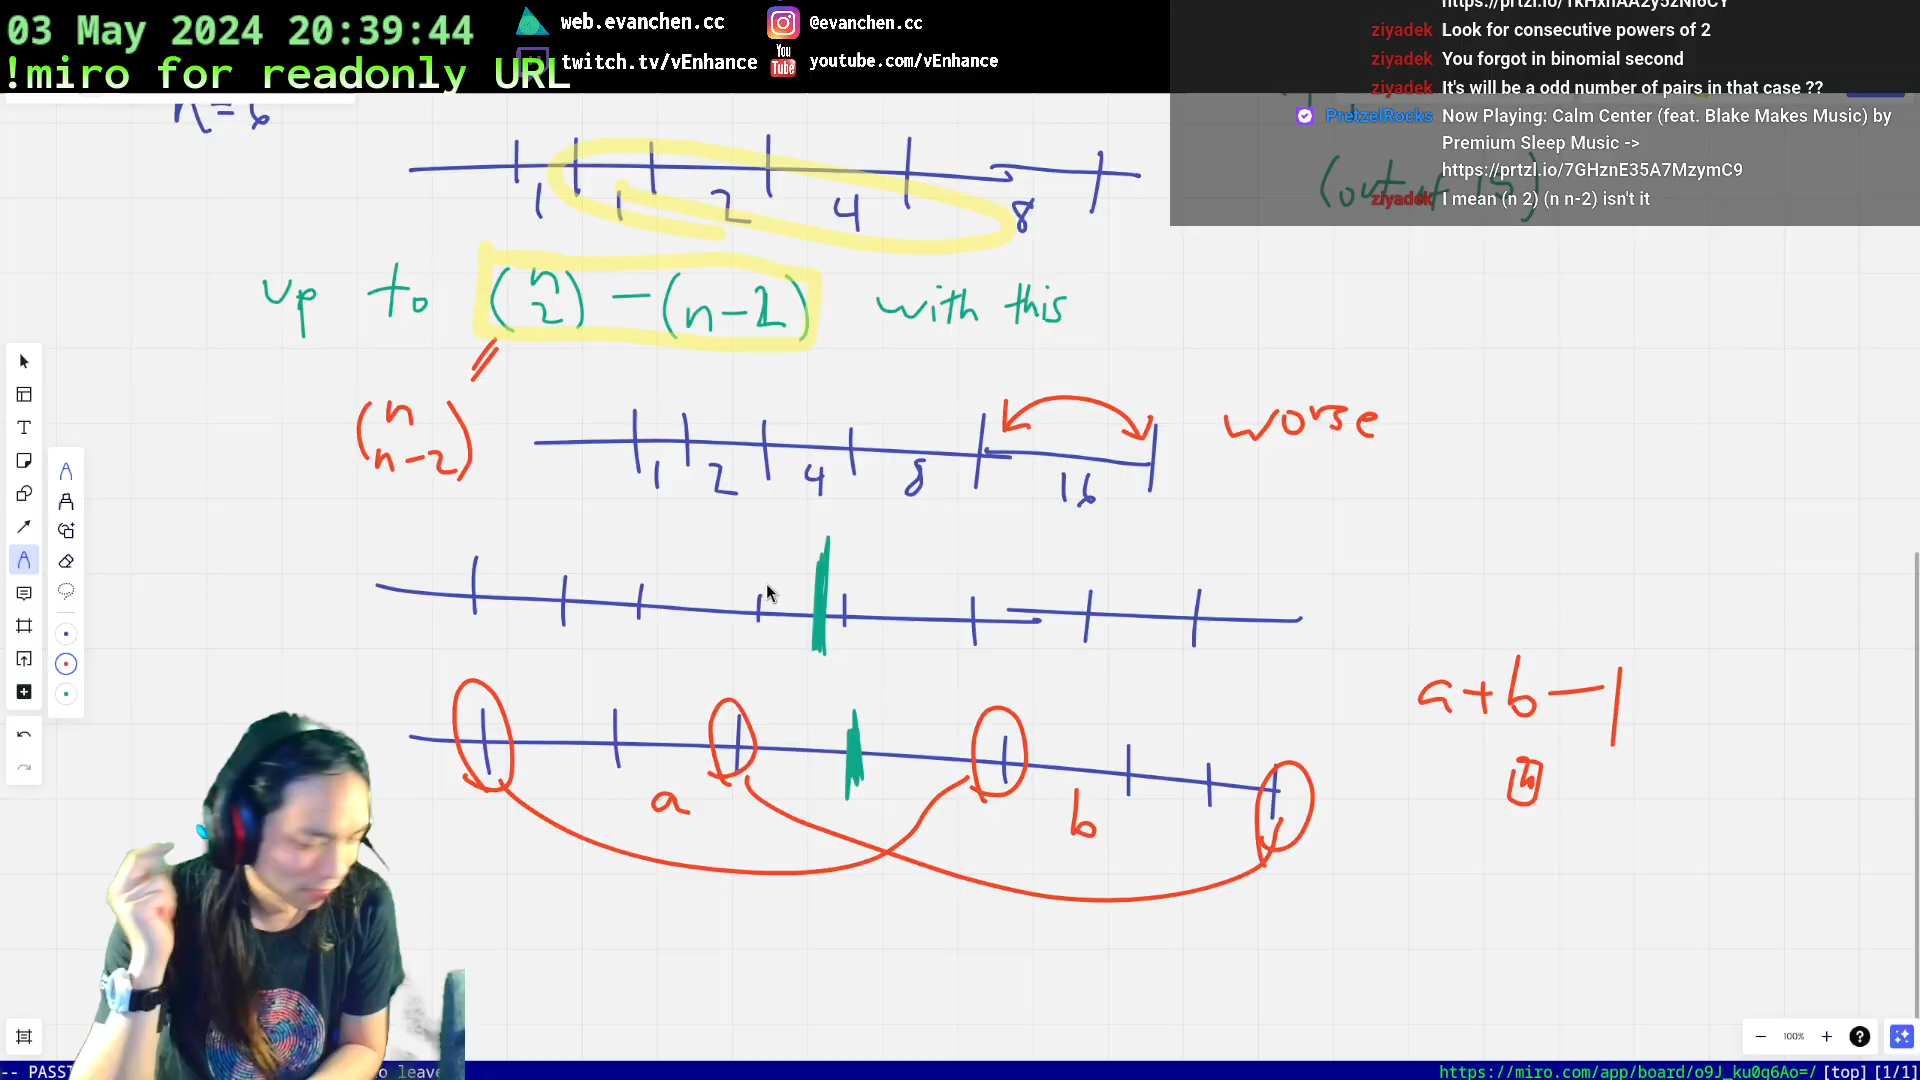 03 May 2024 20:39:44
!miro for readonly URL
web.evanchen.cc
@evanchen.cc
twitch.tv/vEnhance
You Tube
youtube.com/vEnhance
ziyadek Look for consecutive powers of 2
ziyadek You forgot in binomial second
ziyadek It's will be a odd number of pairs in that case ??
PretzelRocks Now Playing: Calm Center (feat. Blake Makes Music) by
Premium Sleep Music ->
https://prtzl.io/7GHznE35A7MzymC9
ziyadek I mean (n 2) (n n-2) isn't it
n = 6
1 1 2 4 8
up to (n 2) - (n-2) with this
(n n-2)
1 2 4 8 16
worse
a b
a+b-1
100%
https://miro.com/app/board/o9J_ku0g6Ao=/ [top] [1/1]